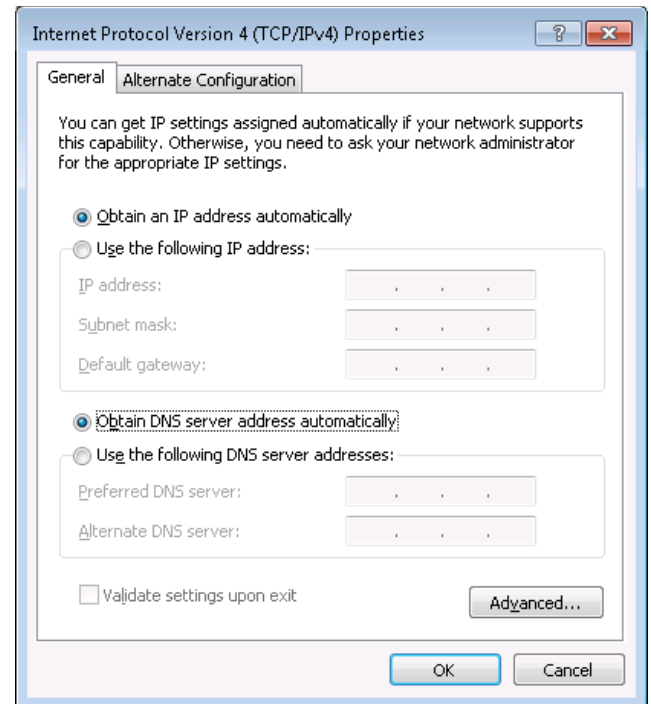 Internet Protocol Version 4 (TCP/IPv4) Properties
General
Alternate Configuration
You can get IP settings assigned automatically if your network supports
this capability. Otherwise, you need to ask your network administrator
for the appropriate IP settings.
Obtain an IP address automatically
Use the following IP address:
IP address:
. . .
Subnet mask:
. . .
Default gateway:
. . .
Obtain DNS server address automatically
Use the following DNS server addresses:
Preferred DNS server:
. . .
Alternate DNS server:
. . .
Validate settings upon exit
Advanced...
OK
Cancel